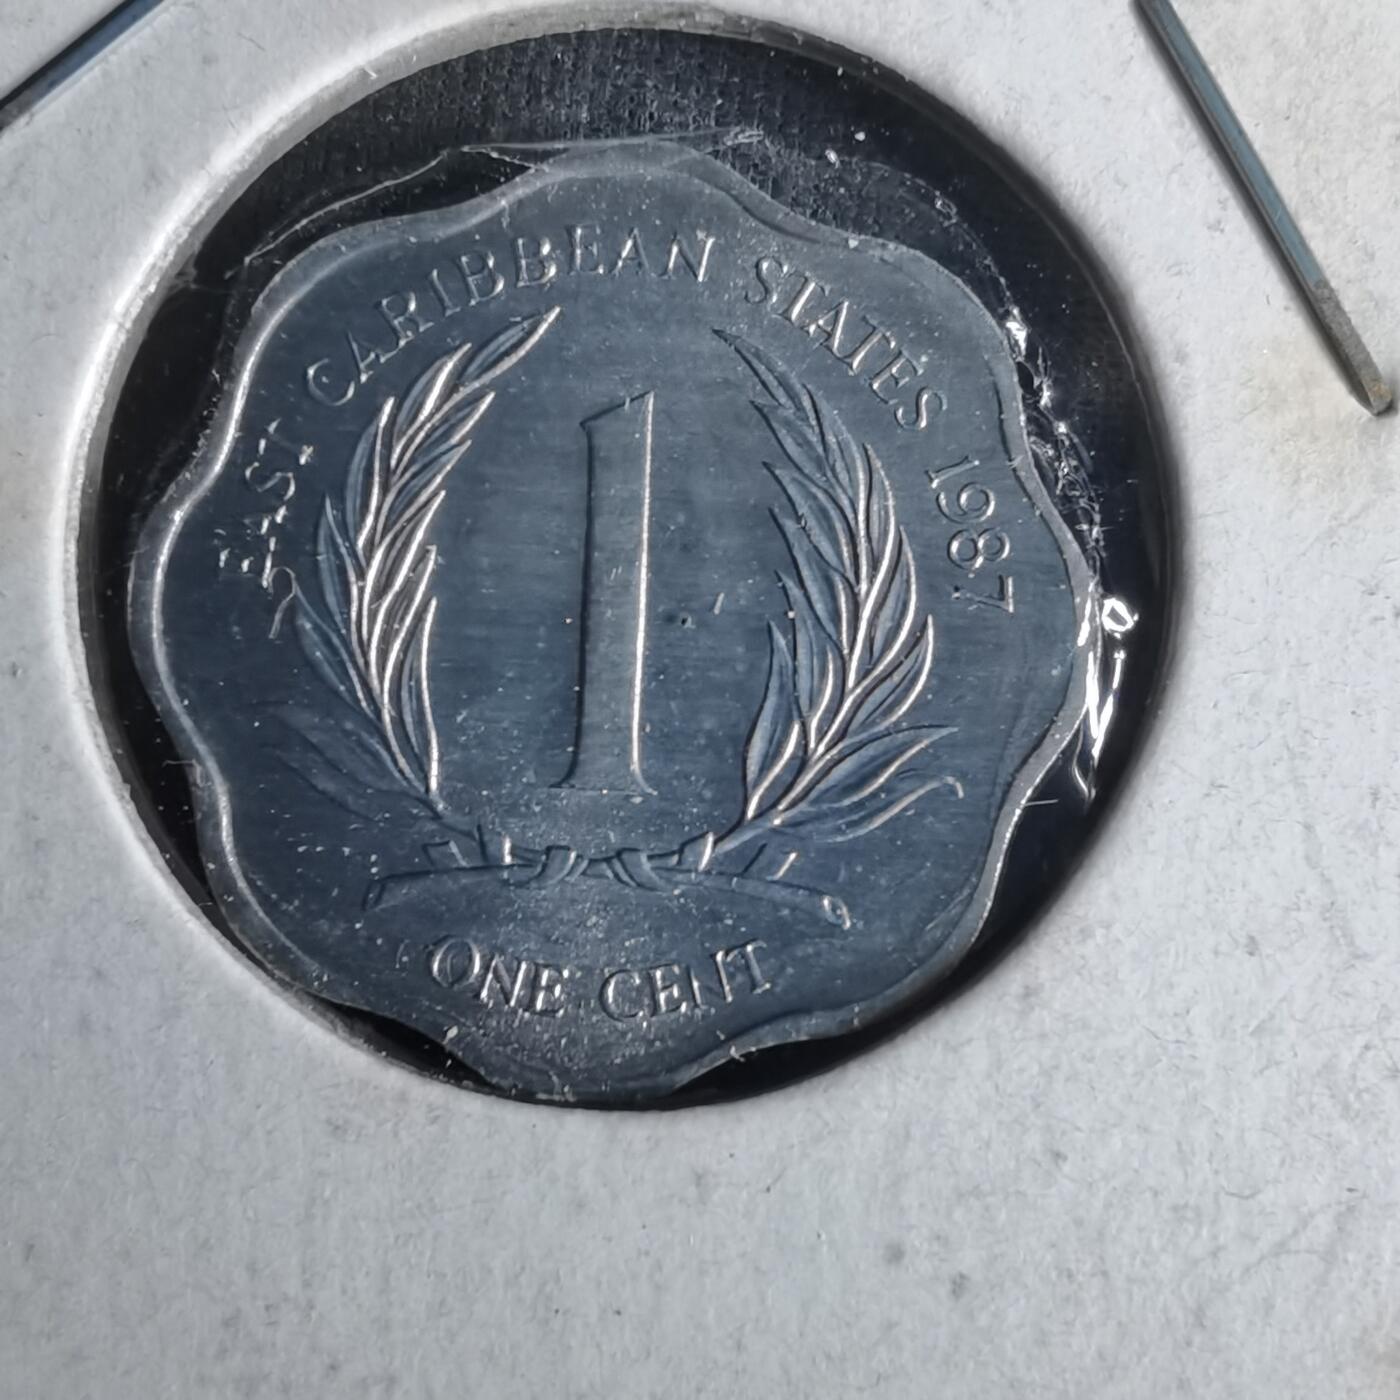 EAST CARIBBEAN STATES 1987
1
ONE CENT